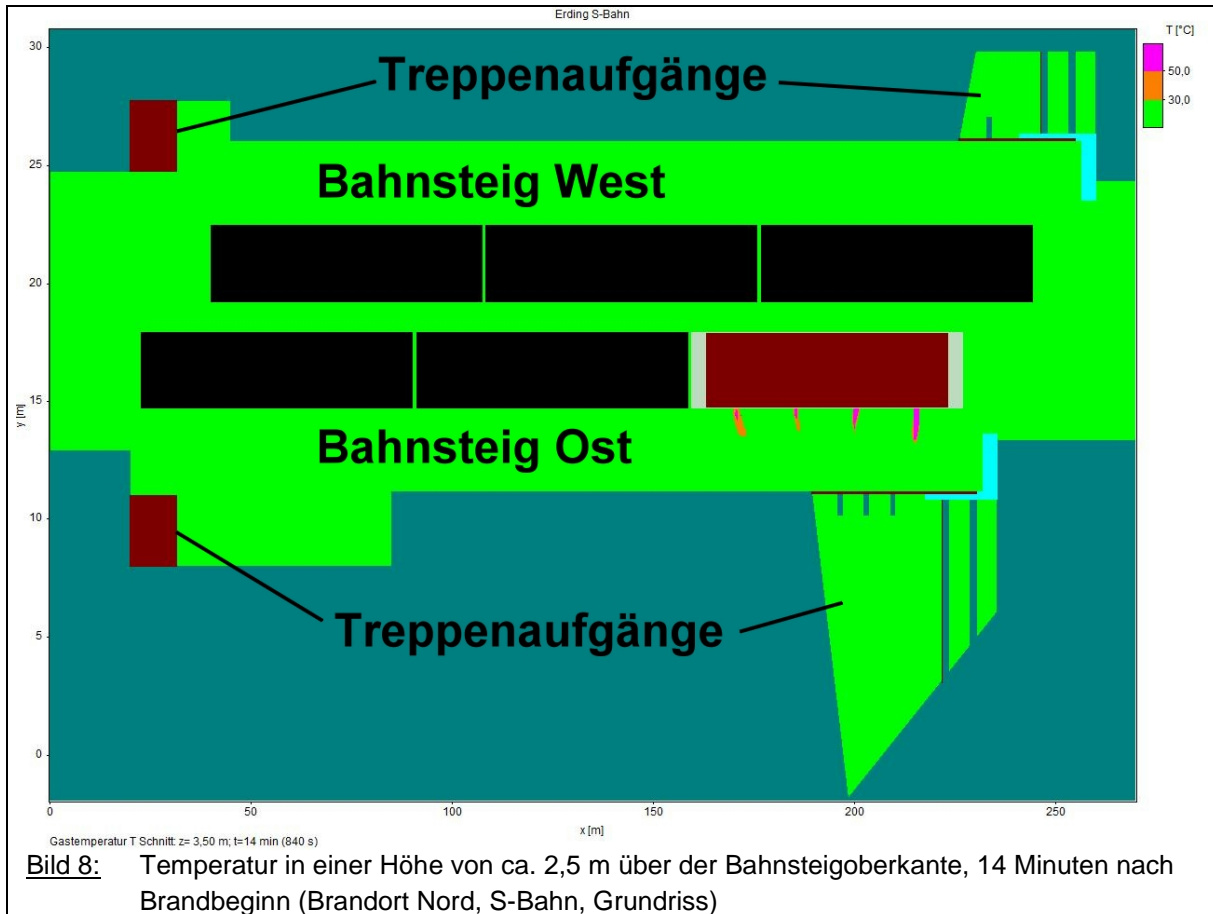 Erding S-Bahn
T [°C]
50,0
30,0
Treppenaufgänge
Bahnsteig West
Bahnsteig Ost
Treppenaufgänge
30
25
20
15
10
5
0
y [m]
0 50 100 150 200 250
x [m]
Gastemperatur T Schnitt: z= 3,50 m; t=14 min (840 s)
Bild 8: Temperatur in einer Höhe von ca. 2,5 m über der Bahnsteigoberkante, 14 Minuten nach
Brandbeginn (Brandort Nord, S-Bahn, Grundriss)